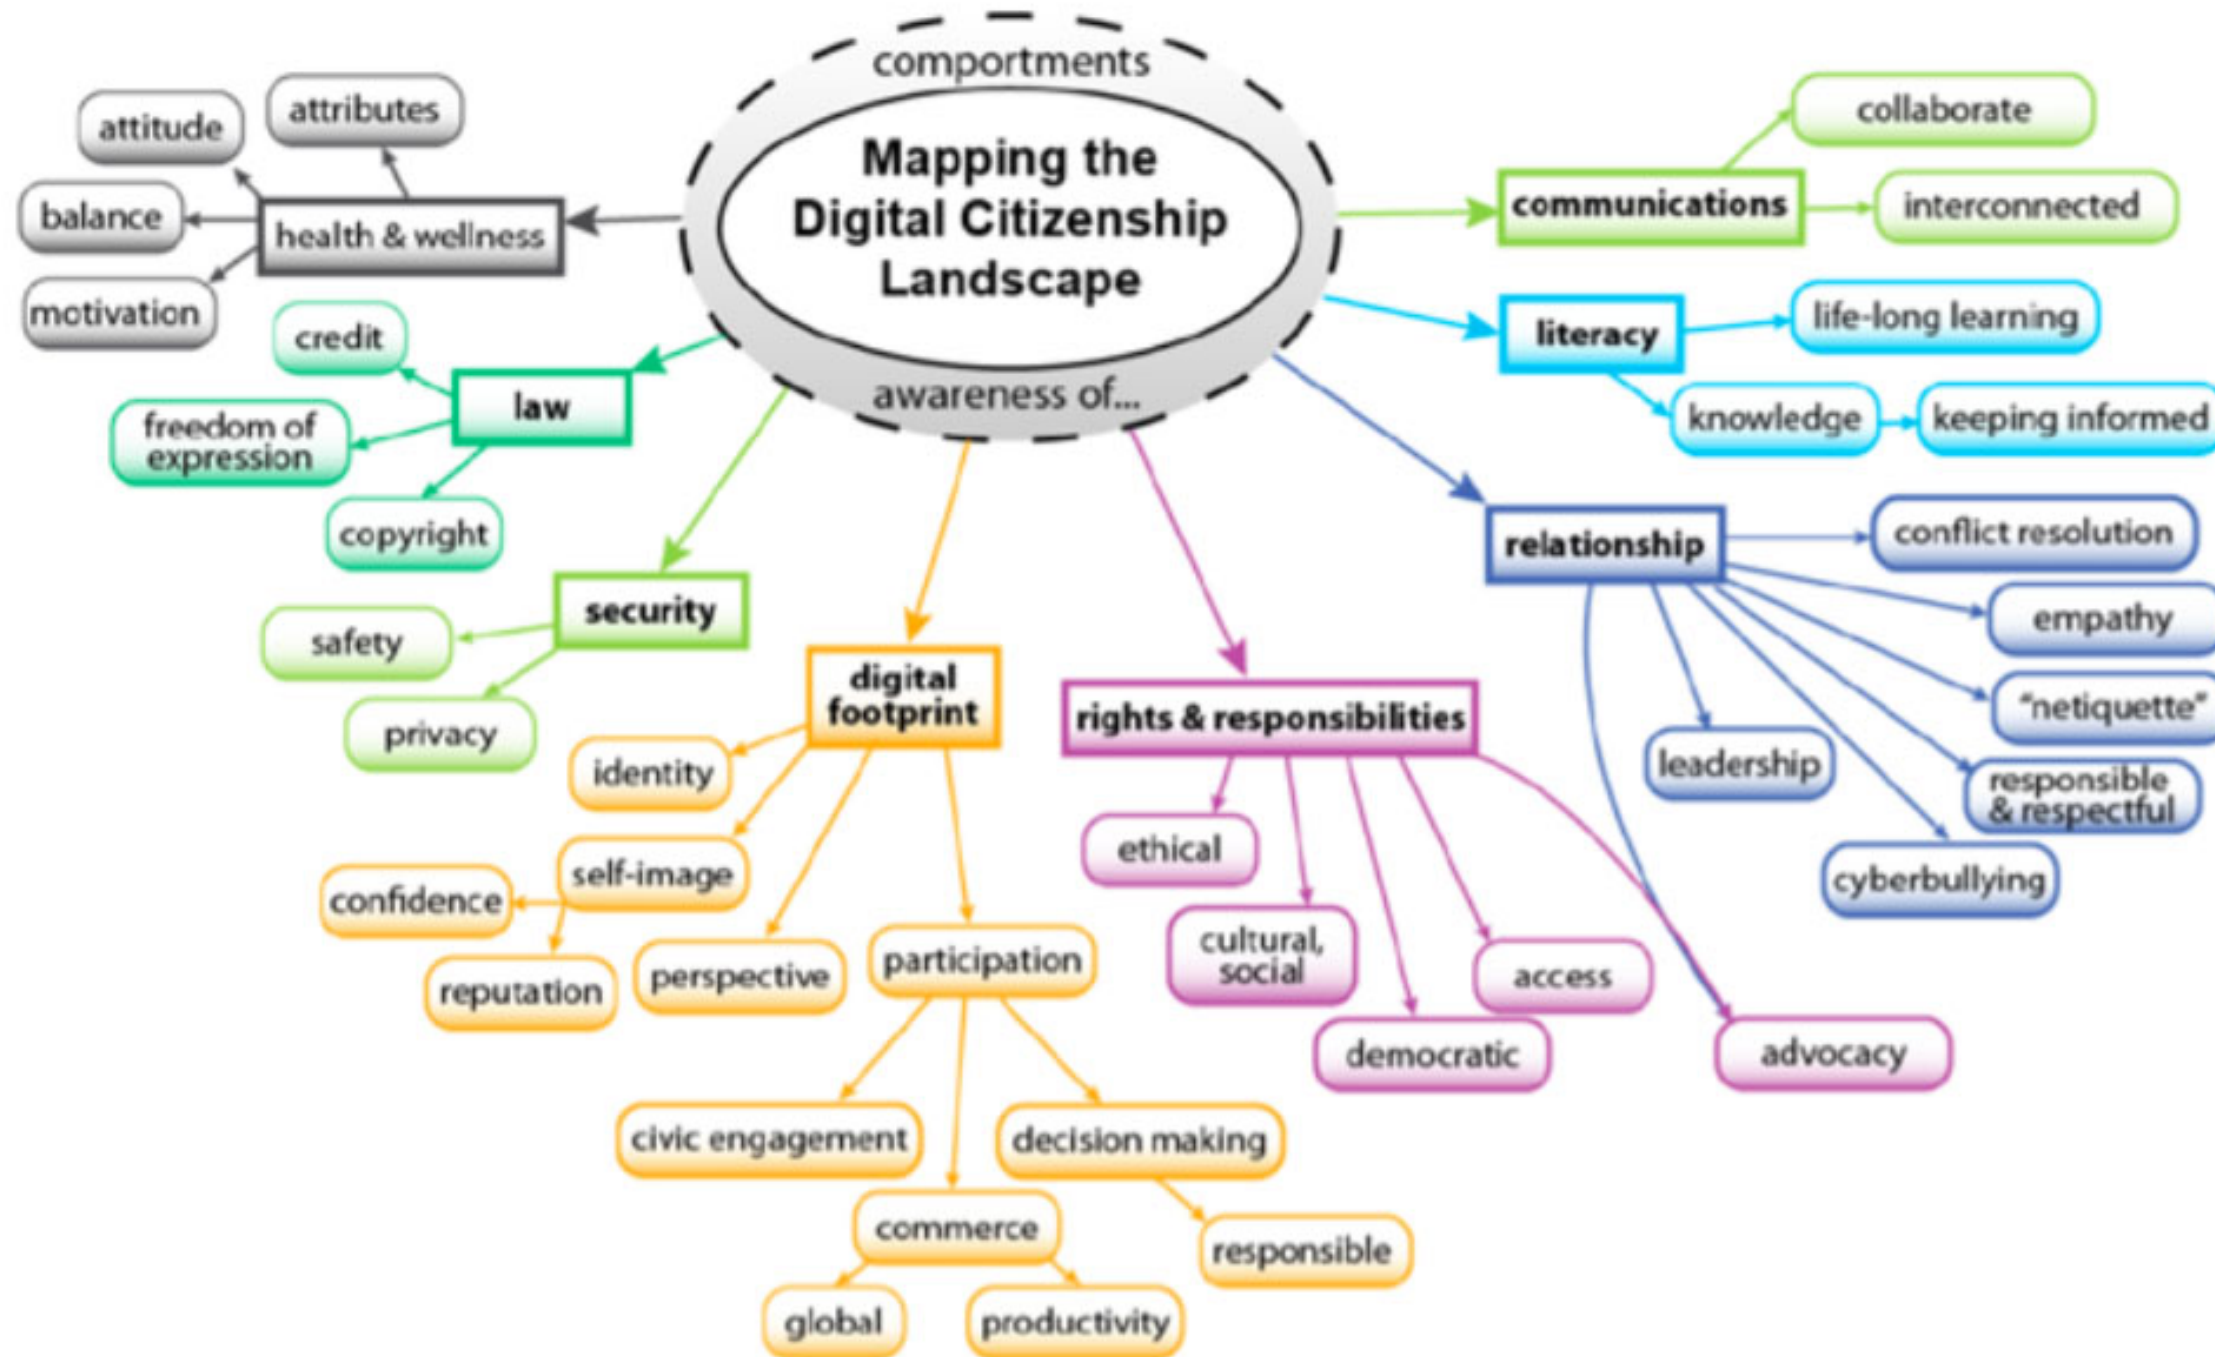 comportments
Mapping the
Digital Citizenship
Landscape
awareness of...
attitude
attributes
balance
health & wellness
motivation
credit
law
freedom of
expression
copyright
security
safety
privacy
digital
footprint
identity
self-image
confidence
reputation
perspective
participation
civic engagement
decision making
commerce
responsible
global
productivity
rights & responsibilities
ethical
cultural,
social
access
democratic
advocacy
communications
collaborate
interconnected
literacy
life-long learning
knowledge
keeping informed
relationship
conflict resolution
empathy
“netiquette”
leadership
responsible
& respectful
cyberbullying